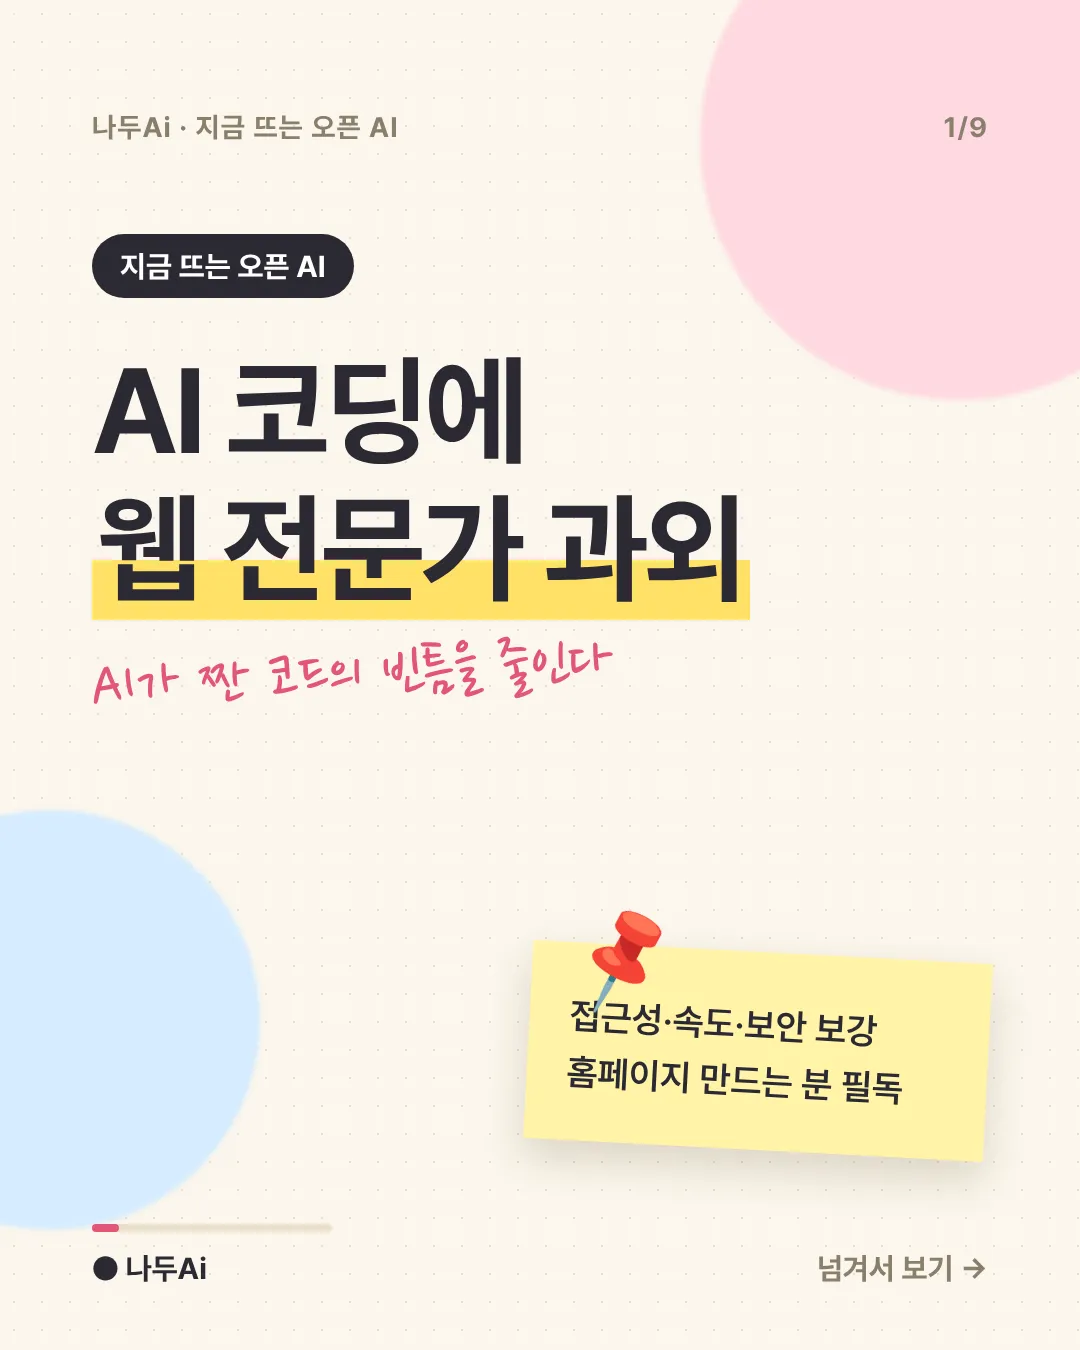 나두Ai · 지금 뜨는 오픈 AI
1/9
지금 뜨는 오픈 AI
AI 코딩에
웹 전문가 과외
AI가 짠 코드의 빈틈을 줄인다
접근성·속도·보안 보강
홈페이지 만드는 분 필독
나두Ai
넘겨서 보기 →